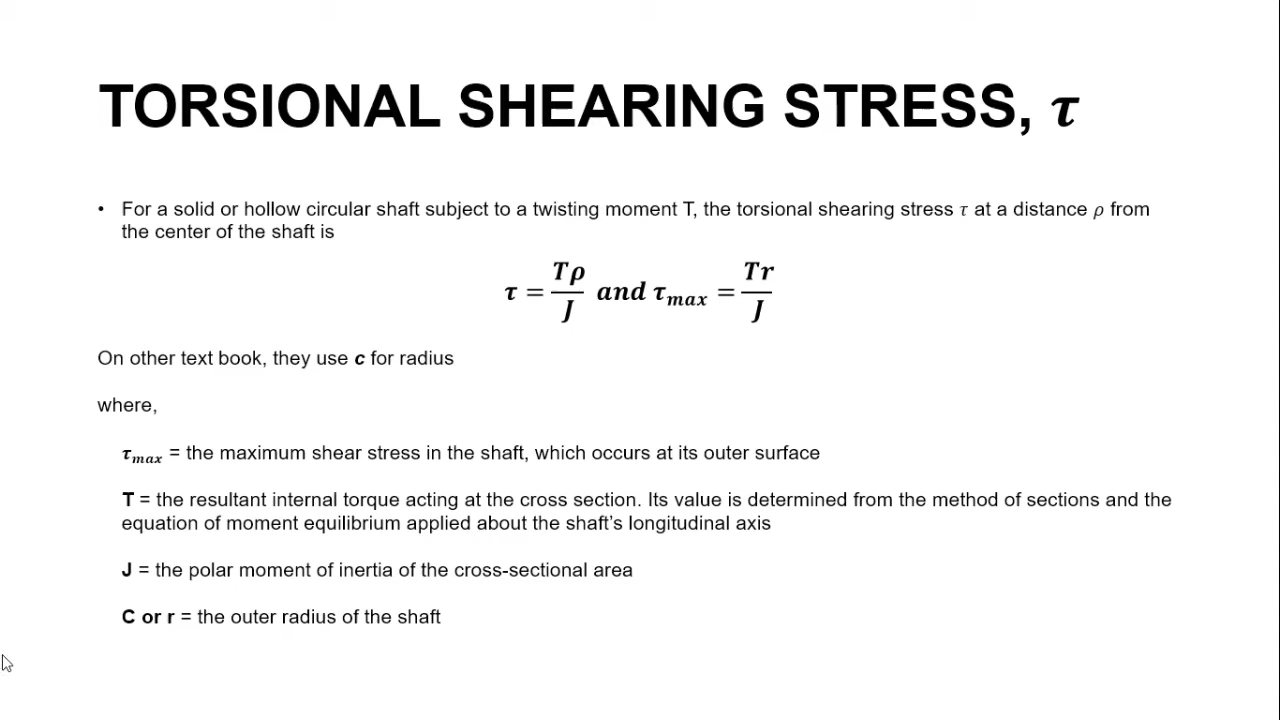 TORSIONAL SHEARING STRESS, τ
• For a solid or hollow circular shaft subject to a twisting moment T, the torsional shearing stress τ at a distance ρ from
the center of the shaft is
τ = Tρ/J and τmax = Tr/J
On other text book, they use c for radius
where,
τmax = the maximum shear stress in the shaft, which occurs at its outer surface
T = the resultant internal torque acting at the cross section. Its value is determined from the method of sections and the
equation of moment equilibrium applied about the shaft's longitudinal axis
J = the polar moment of inertia of the cross-sectional area
C or r = the outer radius of the shaft